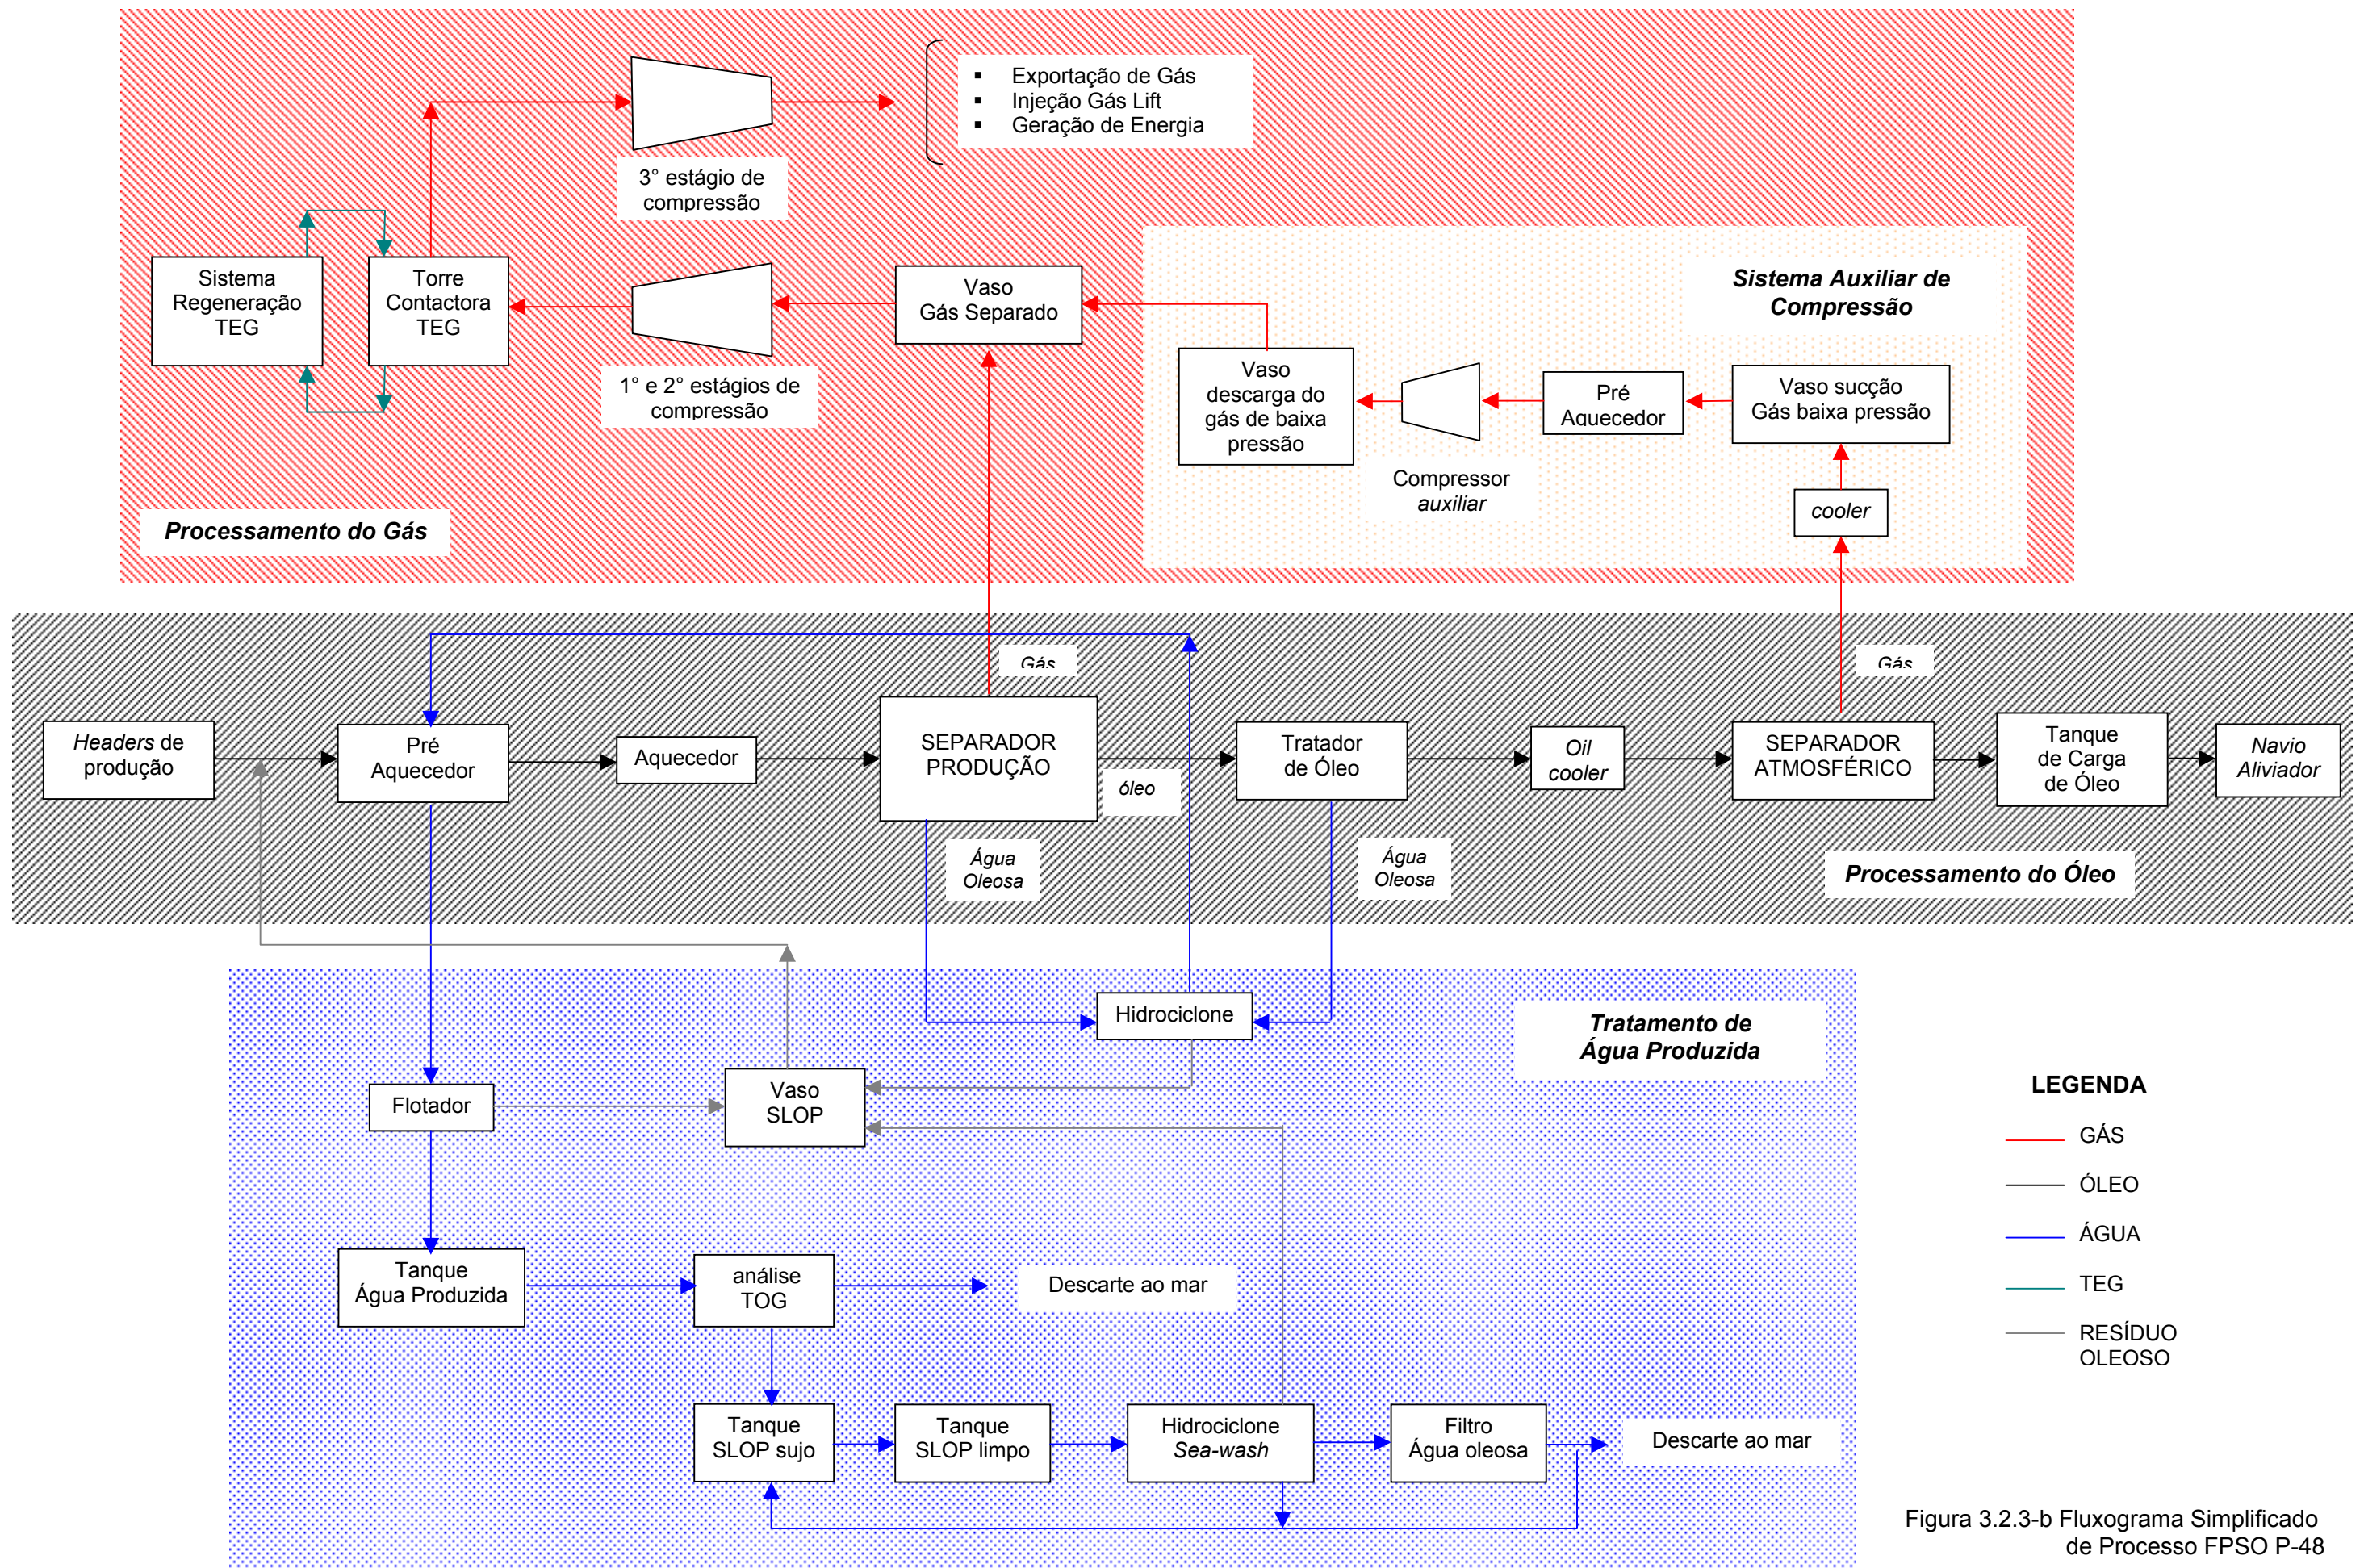 ▪ Exportação de Gás
▪ Injeção Gás Lift
▪ Geração de Energia
3° estágio de
compressão
Sistema
Regeneração
TEG
Torre
Contactora
TEG
1° e 2° estágios de
compressão
Vaso
Gás Separado
Sistema Auxiliar de
Compressão
Vaso
descarga do
gás de baixa
pressão
Compressor
auxiliar
Pré
Aquecedor
Vaso sucção
Gás baixa pressão
cooler
Processamento do Gás
Gás
Gás
Headers de
produção
Pré
Aquecedor
Aquecedor
SEPARADOR
PRODUÇÃO
óleo
Tratador
de Óleo
Oil
cooler
SEPARADOR
ATMOSFÉRICO
Tanque
de Carga
de Óleo
Navio
Aliviador
Água
Oleosa
Água
Oleosa
Processamento do Óleo
Hidrociclone
Tratamento de
Água Produzida
Flotador
Vaso
SLOP
Tanque
Água Produzida
análise
TOG
Descarte ao mar
Tanque
SLOP sujo
Tanque
SLOP limpo
Hidrociclone
Sea-wash
Filtro
Água oleosa
Descarte ao mar
LEGENDA
GÁS
ÓLEO
ÁGUA
TEG
RESÍDUO
OLEOSO
Figura 3.2.3-b Fluxograma Simplificado
de Processo FPSO P-48